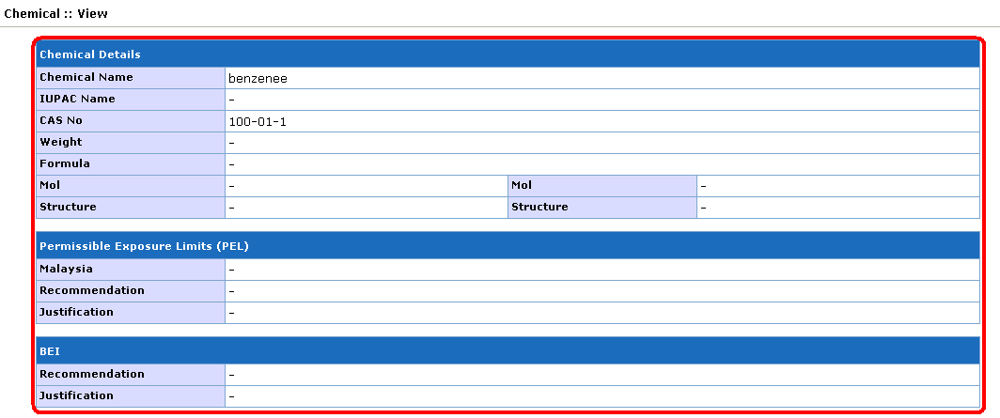 Chemical :: View
Chemical Details
Chemical Name benzenee
IUPAC Name -
CAS No 100-01-1
Weight -
Formula -
Mol - Mol -
Structure - Structure -
Permissible Exposure Limits (PEL)
Malaysia -
Recommendation -
Justification -
BEI
Recommendation -
Justification -